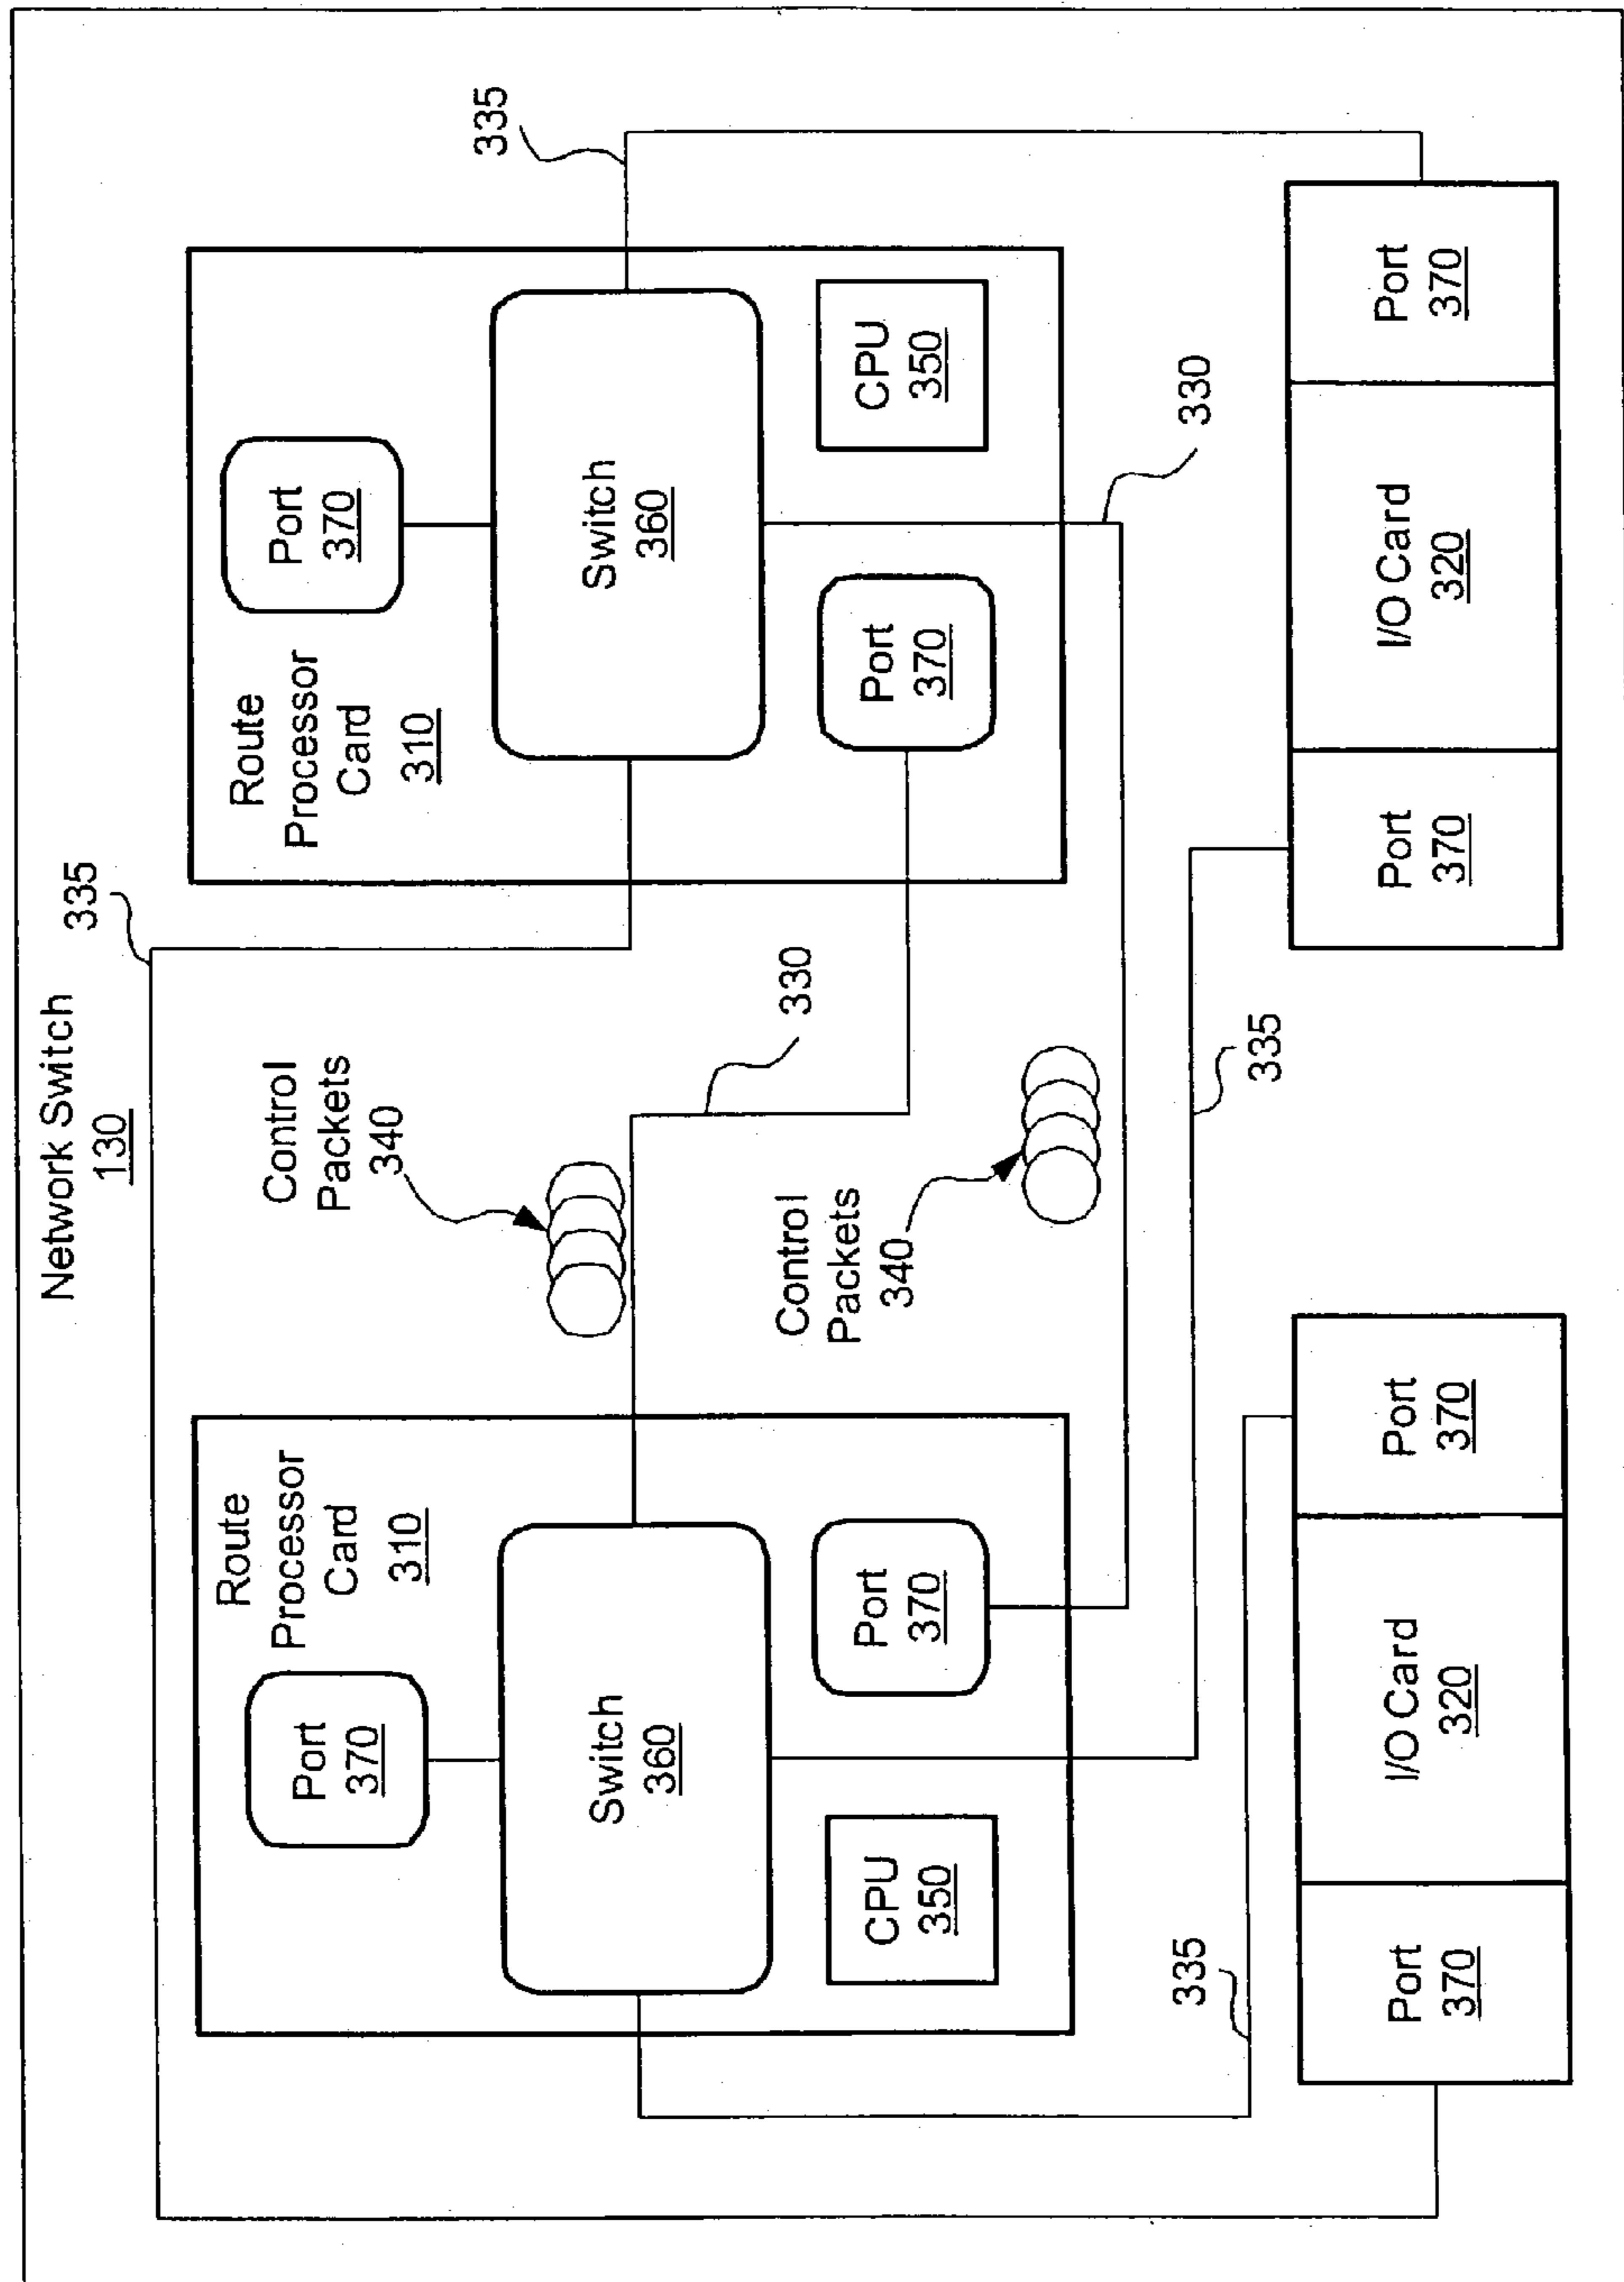 Network Switch
130
335
335
Route
Processor
Card
310
Port
370
Switch
360
Port
370
CPU
350
Control
Packets
340
330
Control
Packets
340
Route
Processor
Card
310
Port
370
Switch
360
Port
370
CPU
350
330
335
335
Port
370
I/O Card
320
Port
370
Port
370
I/O Card
320
Port
370